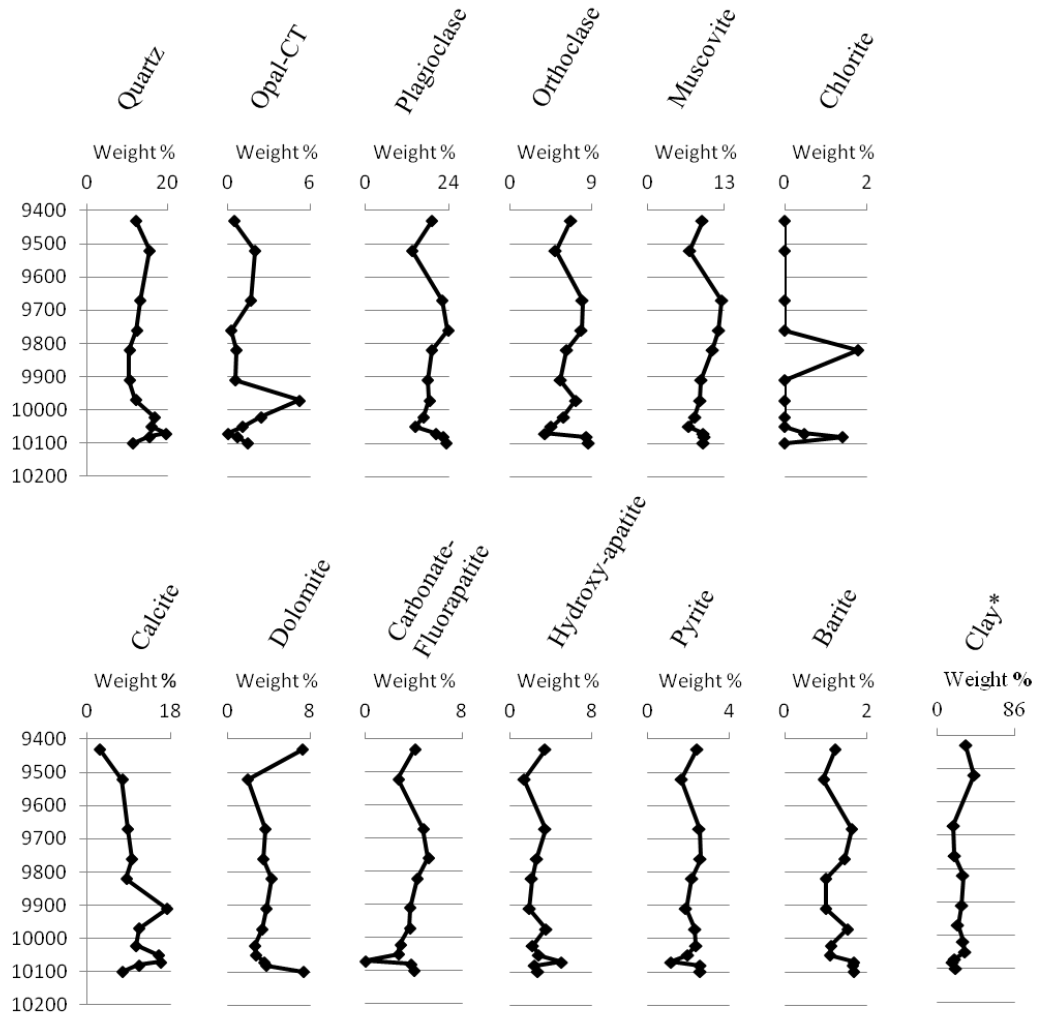 Quartz Opal-CT Plagioclase Orthoclase Muscovite Chlorite
Weight % Weight % Weight % Weight % Weight % Weight %
0 20 0 6 0 24 0 9 0 13 0 2
9400
9500
9600
9700
9800
9900
10000
10100
10200
Calcite Dolomite Carbonate-
Fluorapatite Hydroxy-apatite Pyrite Barite Clay*
Weight % Weight % Weight % Weight % Weight % Weight % Weight %
0 18 0 8 0 8 0 8 0 4 0 2 0 86
9400
9500
9600
9700
9800
9900
10000
10100
10200